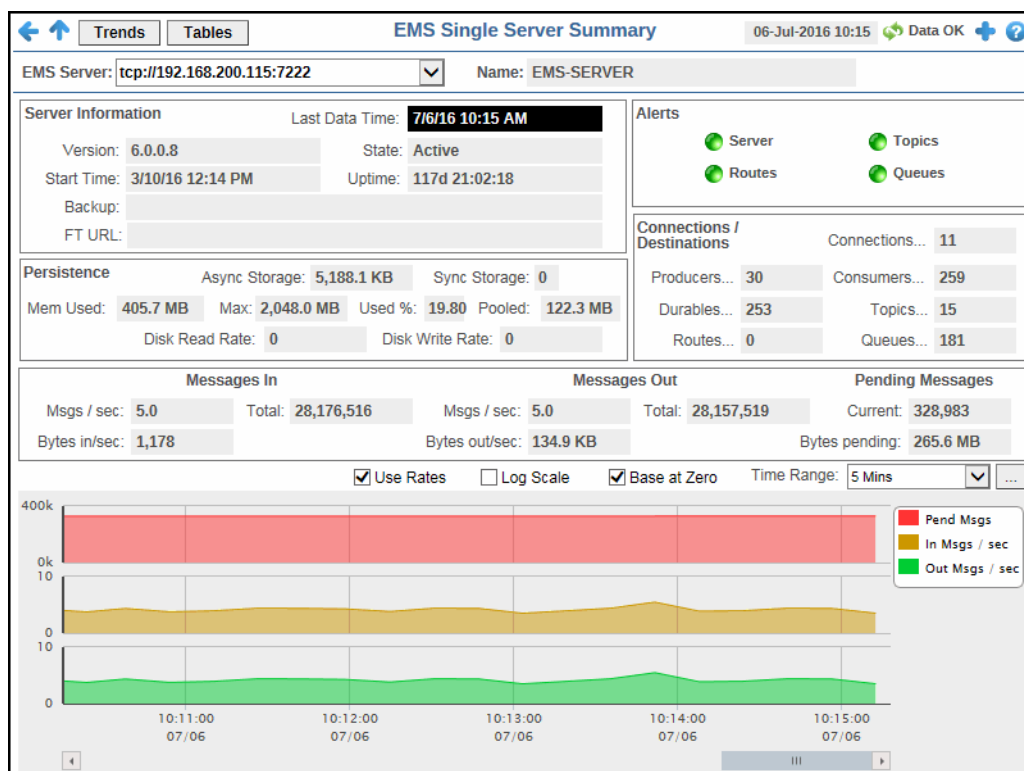 Trends Tables EMS Single Server Summary 06-Jul-2016 10:15 Data OK
EMS Server: tcp://192.168.200.115:7222 Name: EMS-SERVER
Server Information Last Data Time: 7/6/16 10:15 AM
Version: 6.0.0.8 State: Active
Start Time: 3/10/16 12:14 PM Uptime: 117d 21:02:18
Backup:
FT URL:
Alerts
Server Topics
Routes Queues
Connections /
Destinations Connections... 11
Producers... 30 Consumers... 259
Durables... 253 Topics... 15
Routes... 0 Queues... 181
Persistence Async Storage: 5,188.1 KB Sync Storage: 0
Mem Used: 405.7 MB Max: 2,048.0 MB Used %: 19.80 Pooled: 122.3 MB
Disk Read Rate: 0 Disk Write Rate: 0
Messages In Messages Out Pending Messages
Msgs / sec: 5.0 Total: 28,176,516 Msgs / sec: 5.0 Total: 28,157,519 Current: 328,983
Bytes in/sec: 1,178 Bytes out/sec: 134.9 KB Bytes pending: 265.6 MB
Use Rates Log Scale Base at Zero Time Range: 5 Mins ...
400k
0k
10
0
10
0
Pend Msgs
In Msgs / sec
Out Msgs / sec
10:11:00 10:12:00 10:13:00 10:14:00 10:15:00
07/06 07/06 07/06 07/06 07/06